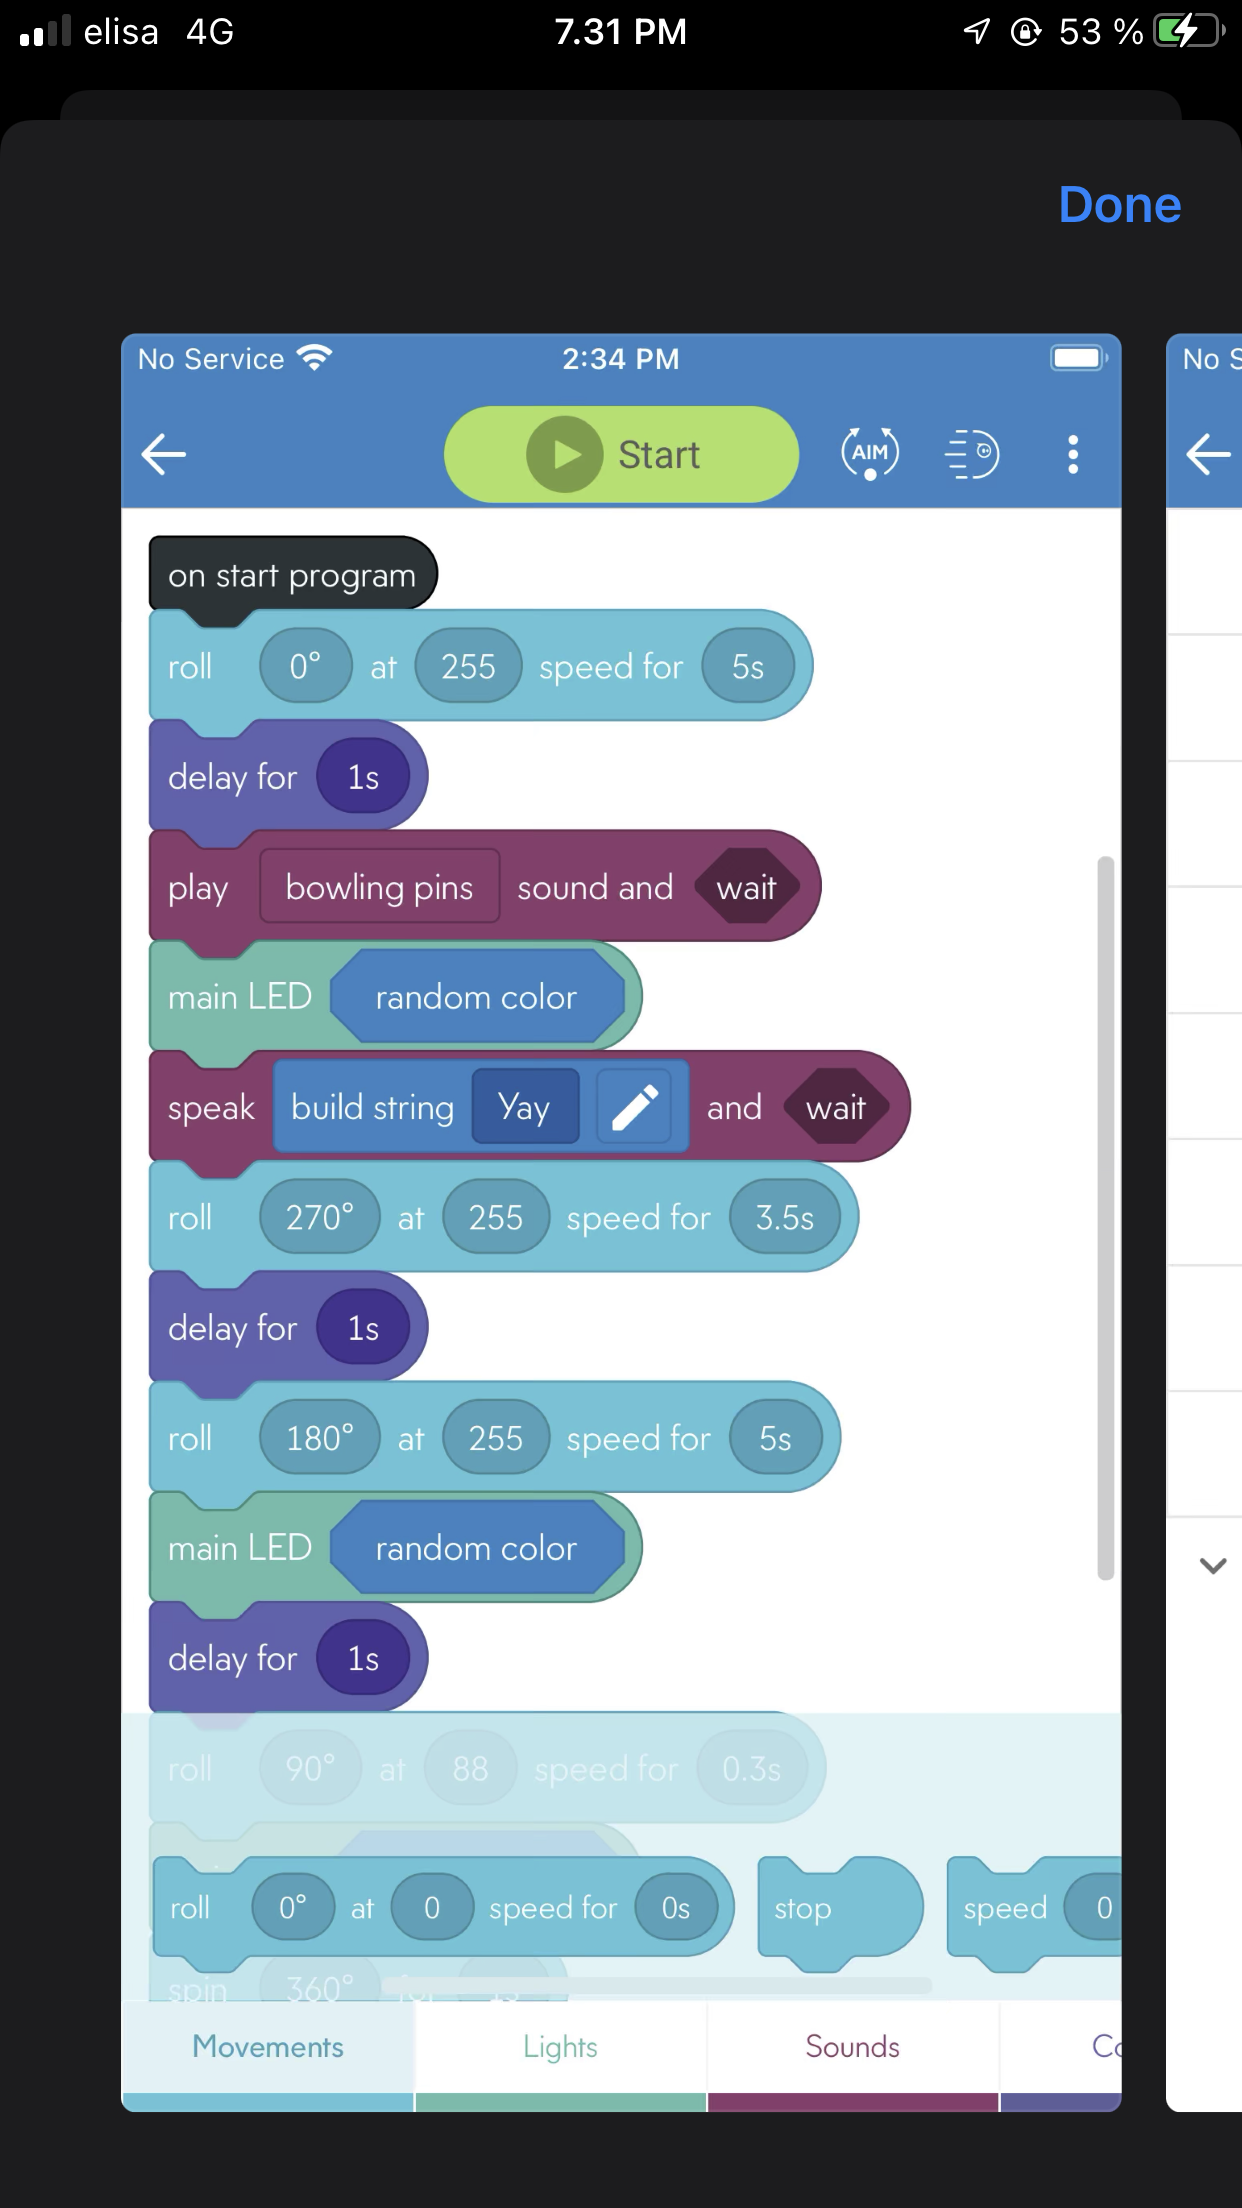 elisa 4G 7.31 PM 53 %
Done
No Service 2:34 PM
No S
Start AIM
on start program
roll 0° at 255 speed for 5s
delay for 1s
play bowling pins sound and wait
main LED random color
speak build string Yay and wait
roll 270° at 255 speed for 3.5s
delay for 1s
roll 180° at 255 speed for 5s
main LED random color
delay for 1s
roll 90° at 88 speed for 0.3s
roll 0° at 0 speed for 0s
stop
speed 0
spin 360° for 1s
Movements Lights Sounds Co